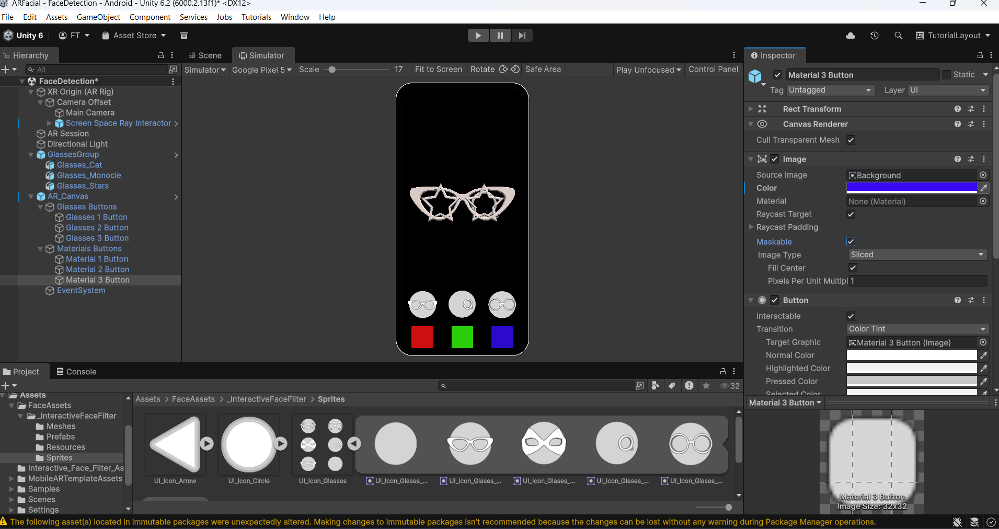 ARFacial - FaceDetection - Android - Unity 6.2 (6000.2.13f1)* <DX12>
File Edit Assets GameObject Component Services Jobs Tutorials Window Help
Unity 6 FT Asset Store TutorialLayout
Hierarchy
All
FaceDetection*
XR Origin (AR Rig)
Camera Offset
Main Camera
Screen Space Ray Interactor
AR Session
Directional Light
GlassesGroup
Glasses_Cat
Glasses_Monocle
Glasses_Stars
AR_Canvas
Glasses Buttons
Glasses 1 Button
Glasses 2 Button
Glasses 3 Button
Materials Buttons
Material 1 Button
Material 2 Button
Material 3 Button
EventSystem
Scene Simulator
Simulator Google Pixel 5 Scale 17 Fit to Screen Rotate Safe Area Play Unfocused Control Panel
Inspector
Material 3 Button Static
Tag Untagged Layer UI
Rect Transform
Canvas Renderer
Cull Transparent Mesh
Image
Source Image Background
Color
Material None (Material)
Raycast Target
Raycast Padding
Maskable
Image Type Sliced
Fill Center
Pixels Per Unit Multipl 1
Button
Interactable
Transition Color Tint
Target Graphic Material 3 Button (Image)
Normal Color
Highlighted Color
Pressed Color
Selected Color
Material 3 Button
Material 3 Button
Image Size: 32x32
Project Console
32
Assets
FaceAssets
_InteractiveFaceFilter
Meshes
Prefabs
Resources
Sprites
Interactive_Face_Filter_As
MobileARTemplateAssets
Samples
Scenes
Settings
Assets > FaceAssets > _InteractiveFaceFilter > Sprites
UI_Icon_Arrow UI_Icon_Circle UI_Icon_Glasses UI_Icon_Glases_... UI_Icon_Glases_... UI_Icon_Glases_... UI_Icon_Glases_... UI_Icon_Glases_...
The following asset(s) located in immutable packages were unexpectedly altered. Making changes to immutable packages isn't recommended because the changes can be lost without any warning during Package Manager operations.